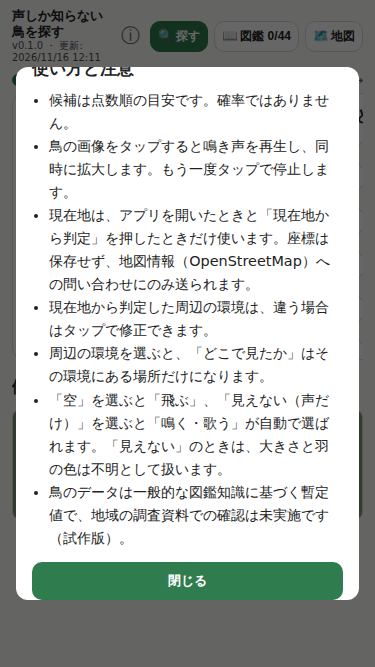 声しか知らない
鳥を探す
v0.1.0 ・ 更新:
2026/11/16 12:11
ⓘ
🔍 探す
📖 図鑑 0/44
🗺️ 地図
使い方と注意
• 候補は点数順の目安です。確率ではありませ
ん。
• 鳥の画像をタップすると鳴き声を再生し、同
時に拡大します。もう一度タップで停止しま
す。
• 現在地は、アプリを開いたときと「現在地か
ら判定」を押したときだけ使います。座標は
保存せず、地図情報（OpenStreetMap）へ
の問い合わせにのみ送られます。
• 現在地から判定した周辺の環境は、違う場合
はタップで修正できます。
• 周辺の環境を選ぶと、「どこで見たか」はそ
の環境にある場所だけになります。
• 「空」を選ぶと「飛ぶ」、「見えない（声だ
け）」を選ぶと「鳴く・歌う」が自動で選ば
れます。「見えない」のときは、大きさと羽
の色は不明として扱います。
• 鳥のデータは一般的な図鑑知識に基づく暫定
値で、地域の調査資料での確認は未実施です
（試作版）。
閉じる